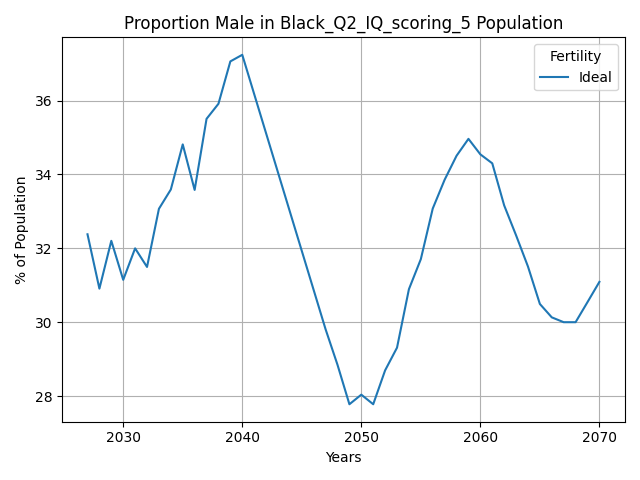 Proportion Male in Black_Q2_IQ_scoring_5 Population
Fertility
Ideal
% of Population
36
34
32
30
28
2030 2040 2050 2060 2070
Years